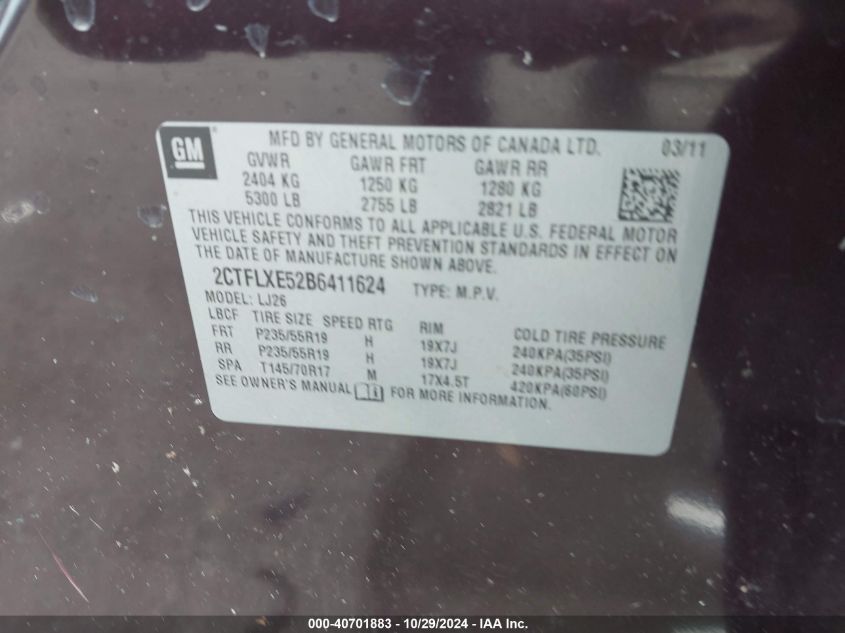 GM
MFD BY GENERAL MOTORS OF CANADA LTD. 03/11
GVWR GAWR FRT GAWR RR
2404 KG 1250 KG 1280 KG
5300 LB 2755 LB 2821 LB
THIS VEHICLE CONFORMS TO ALL APPLICABLE U.S. FEDERAL MOTOR
VEHICLE SAFETY AND THEFT PREVENTION STANDARDS IN EFFECT ON
THE DATE OF MANUFACTURE SHOWN ABOVE.
2CTFLXE52B6411624 TYPE: M.P.V.
MODEL: LJ26
LBCF TIRE SIZE SPEED RTG RIM COLD TIRE PRESSURE
FRT P235/55R19 H 19X7J 240KPA(35PSI)
RR P235/55R19 H 19X7J 240KPA(35PSI)
SPA T145/70R17 M 17X4.5T 420KPA(60PSI)
SEE OWNER'S MANUAL FOR MORE INFORMATION.
000-40701883 - 10/29/2024 - IAA Inc.